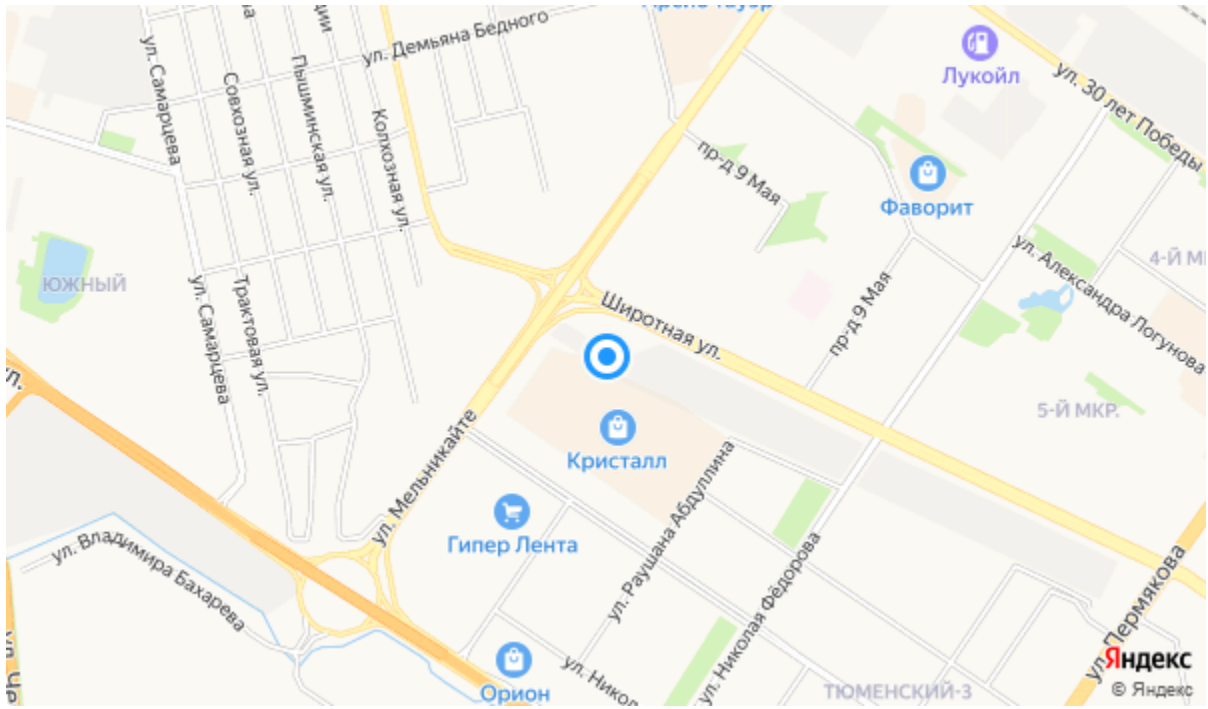 ул. Демьяна Бедного
ул. Самарцева
Совхозная ул.
Пышминская ул.
Колхозная ул.
Лукойл
ул. 30 лет Победы
пр-д 9 Мая
Фаворит
ул. Александра Логунова
ЮЖНЫЙ
ул. Самарцева
Трактовая ул.
Широтная ул.
пр-д 9 Мая
5-Й МКР.
ул. Мельникайте
Кристалл
Гипер Лента
ул. Раушана Абдуллина
ул. Владимира Бахарева
ул. Николая Фёдорова
ул. Пермякова
Орион
ТЮМЕНСКИЙ-3
Яндекс
© Яндекс